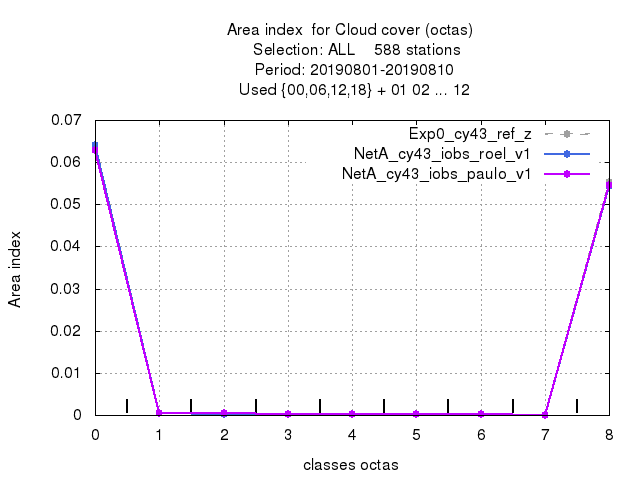 Area index  for Cloud cover (octas)
Selection: ALL    588 stations
Period: 20190801-20190810
Used {00,06,12,18} + 01 02 ... 12
0.07
0.06
0.05
0.04
0.03
0.02
0.01
0
Area index
Exp0_cy43_ref_z
NetA_cy43_iobs_roel_v1
NetA_cy43_iobs_paulo_v1
0 1 2 3 4 5 6 7 8
classes octas